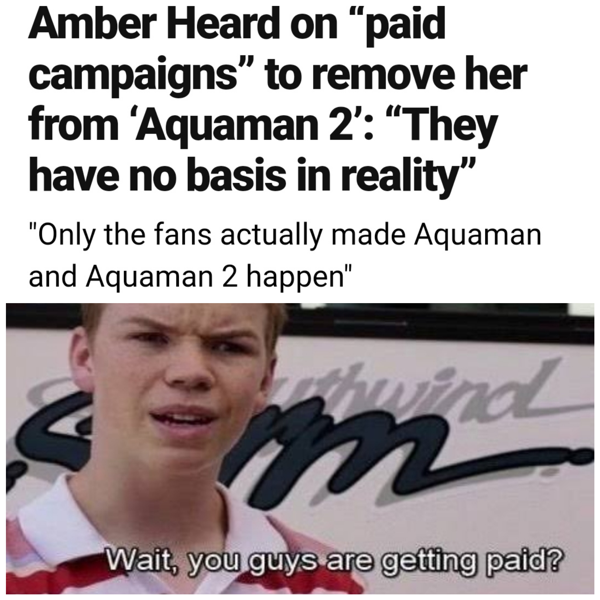 Amber Heard on “paid
campaigns” to remove her
from ‘Aquaman 2’: “They
have no basis in reality”
"Only the fans actually made Aquaman
and Aquaman 2 happen"
thwind
Wait, you guys are getting paid?